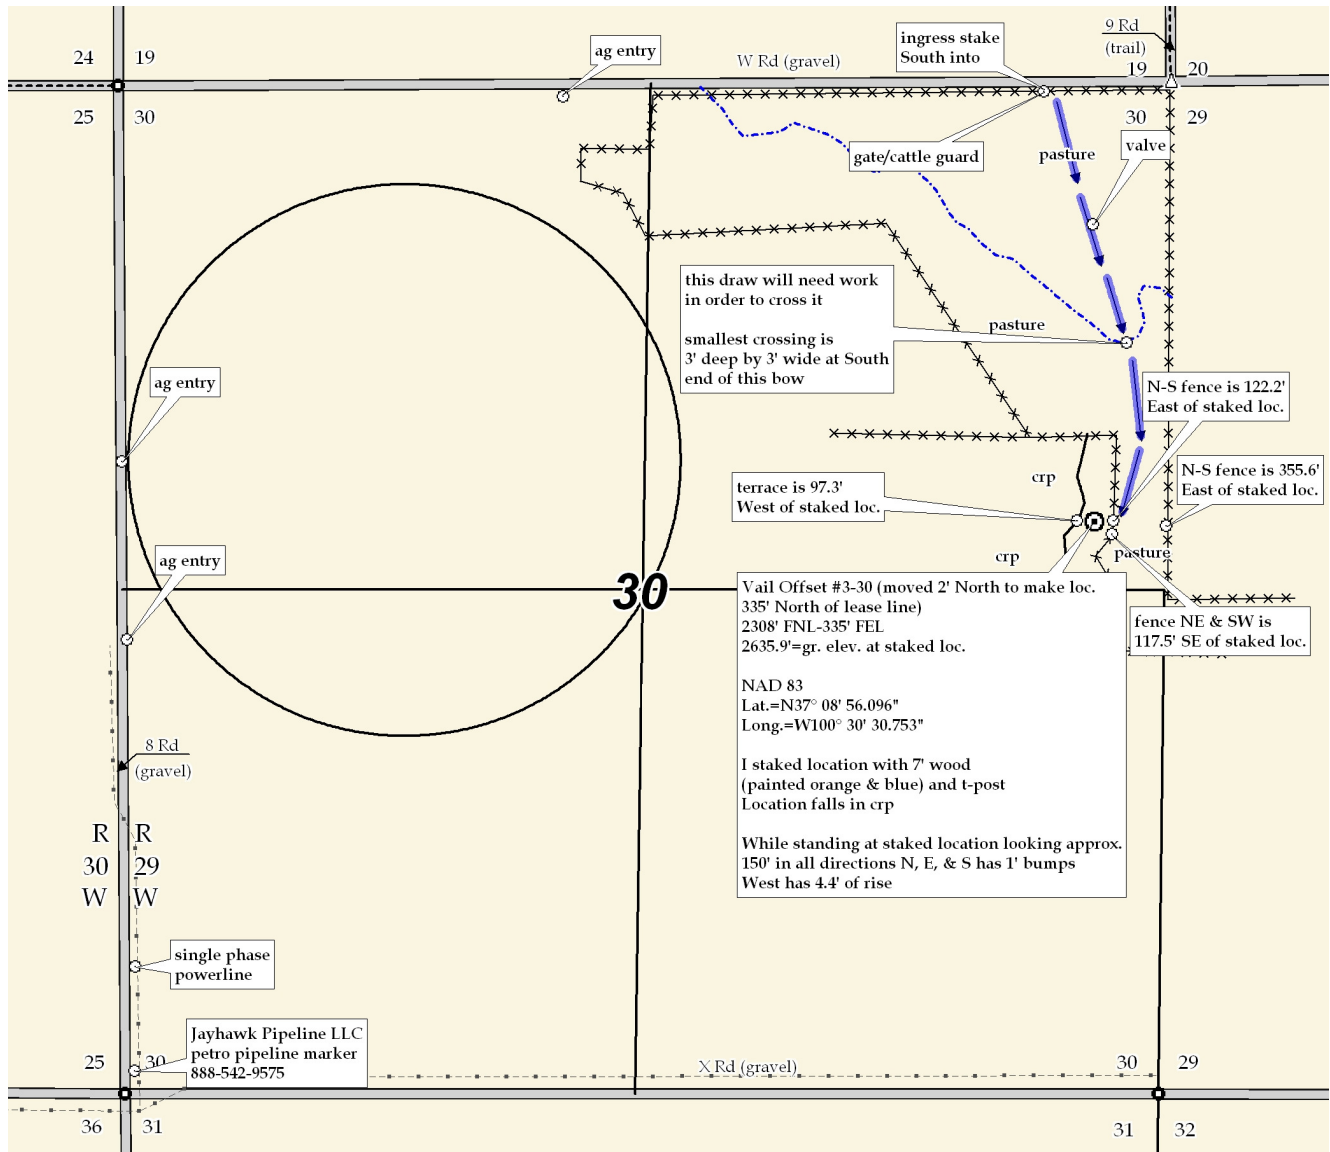 24
19
25
30
ag entry
W Rd (gravel)
ingress stake
South into
9 Rd
(trail)
19
20
30
29
gate/cattle guard
pasture
valve
this draw will need work
in order to cross it
smallest crossing is
3' deep by 3' wide at South
end of this bow
pasture
ag entry
N-S fence is 122.2'
East of staked loc.
crp
terrace is 97.3'
West of staked loc.
N-S fence is 355.6'
East of staked loc.
ag entry
crp
pasture
30
Vail Offset #3-30 (moved 2' North to make loc.
335' North of lease line)
2308' FNL-335' FEL
2635.9'=gr. elev. at staked loc.
NAD 83
Lat.=N37° 08' 56.096"
Long.=W100° 30' 30.753"
I staked location with 7' wood
(painted orange & blue) and t-post
Location falls in crp
While standing at staked location looking approx.
150' in all directions N, E, & S has 1' bumps
West has 4.4' of rise
fence NE & SW is
117.5' SE of staked loc.
8 Rd
(gravel)
R R
30 29
W W
single phase
powerline
Jayhawk Pipeline LLC
petro pipeline marker
888-542-9575
25
30
X Rd (gravel)
30
29
36
31
31
32